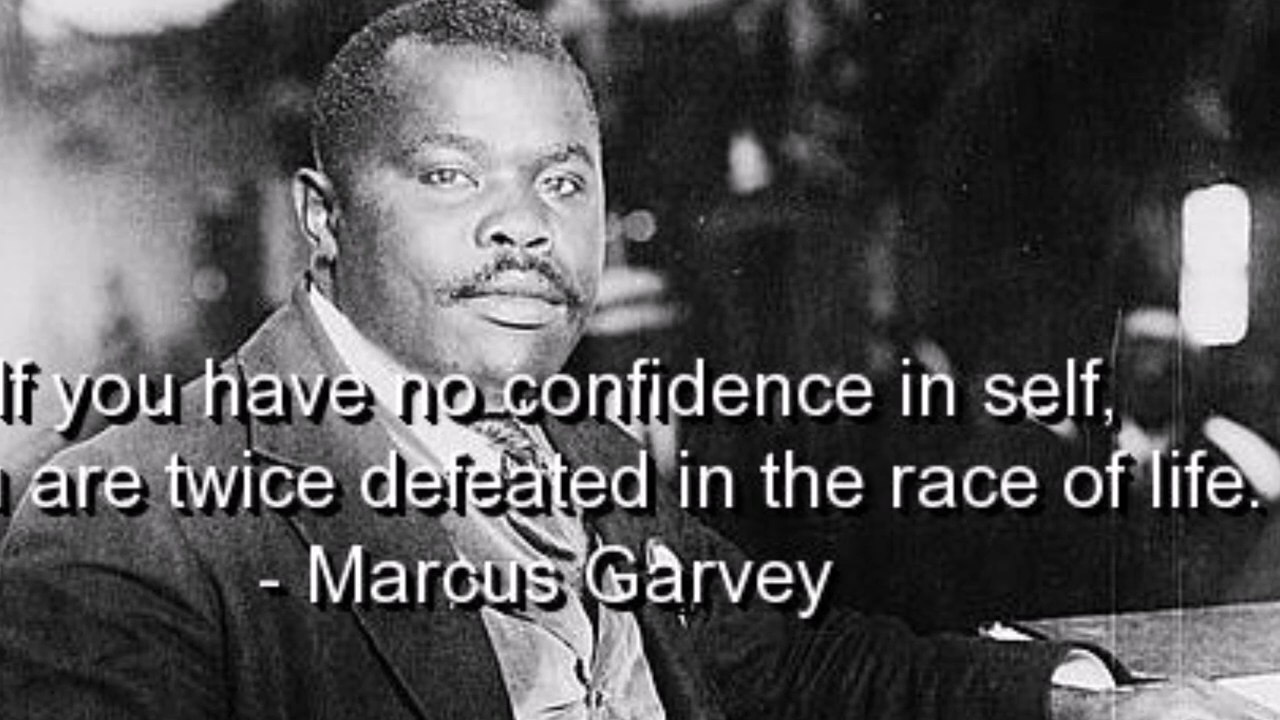 If you have no confidence in self,
are twice defeated in the race of life.
- Marcus Garvey